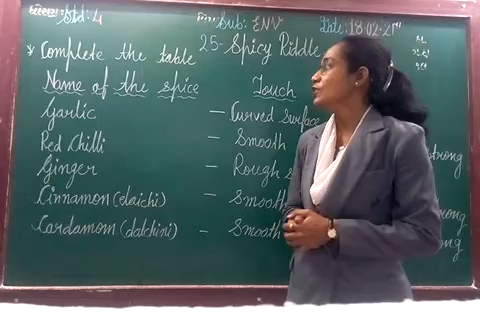 Std: 4 Sub: ENV Date: 18-02-21
* Complete the table 25. Spicy Riddle
Name of the spice Touch
Garlic - Curved Surface
Red Chilli - Smooth
Ginger - Rough s
Cinnamon (elaichi) - Smooth
Cardamom (dalchini) - Smooth